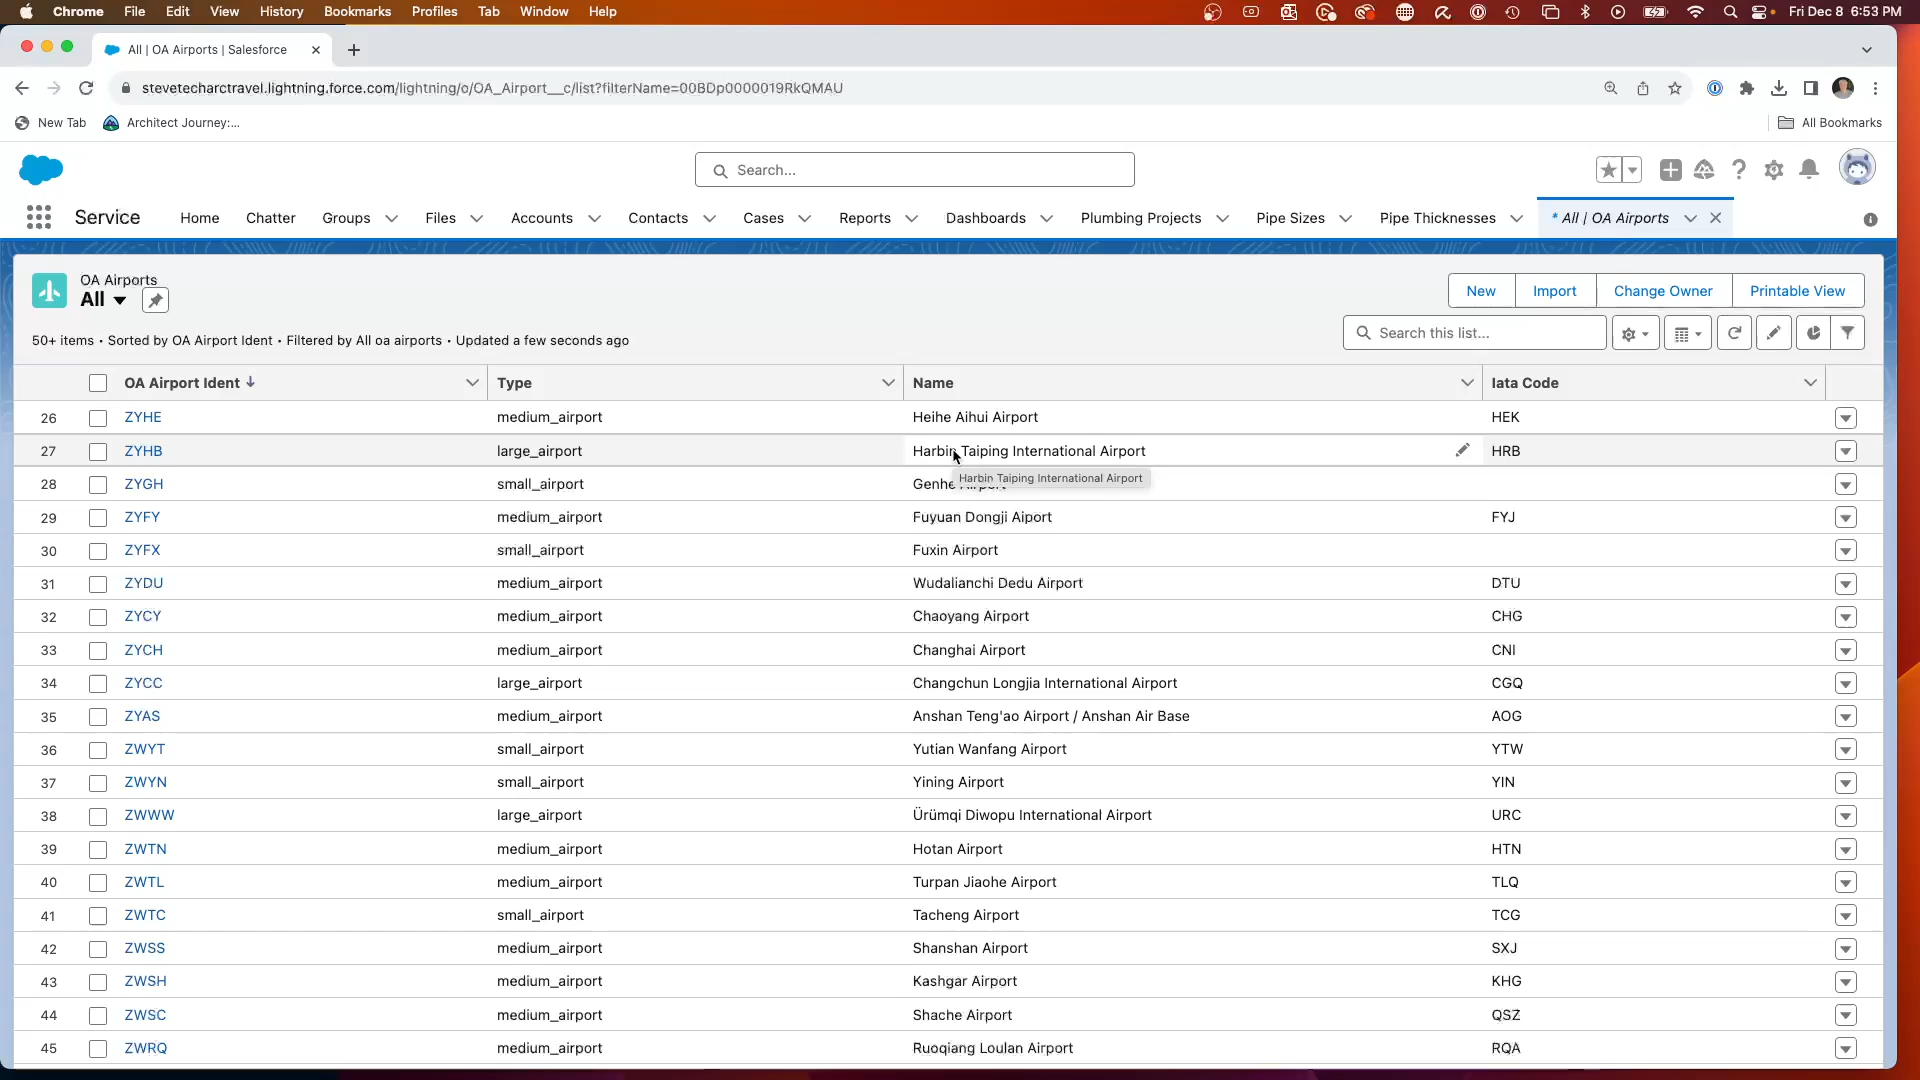 Chrome File Edit View History Bookmarks Profiles Tab Window Help Fri Dec 8 6:53 PM
All | OA Airports | Salesforce
stevetecharctravel.lightning.force.com/lightning/o/OA_Airport__c/list?filterName=00BDp0000019RkQMAU
New Tab Architect Journey:... All Bookmarks
Search...
Service Home Chatter Groups Files Accounts Contacts Cases Reports Dashboards Plumbing Projects Pipe Sizes Pipe Thicknesses * All | OA Airports
OA Airports
All
New Import Change Owner Printable View
50+ items • Sorted by OA Airport Ident • Filtered by All oa airports • Updated a few seconds ago
Search this list...
OA Airport Ident Type Name Iata Code
26 ZYHE medium_airport Heihe Aihui Airport HEK
27 ZYHB large_airport Harbin Taiping International Airport HRB
Harbin Taiping International Airport
28 ZYGH small_airport Genhe Airport
29 ZYFY medium_airport Fuyuan Dongji Aiport FYJ
30 ZYFX small_airport Fuxin Airport
31 ZYDU medium_airport Wudalianchi Dedu Airport DTU
32 ZYCY medium_airport Chaoyang Airport CHG
33 ZYCH medium_airport Changhai Airport CNI
34 ZYCC large_airport Changchun Longjia International Airport CGQ
35 ZYAS medium_airport Anshan Teng'ao Airport / Anshan Air Base AOG
36 ZWYT small_airport Yutian Wanfang Airport YTW
37 ZWYN small_airport Yining Airport YIN
38 ZWWW large_airport Ürümqi Diwopu International Airport URC
39 ZWTN medium_airport Hotan Airport HTN
40 ZWTL medium_airport Turpan Jiaohe Airport TLQ
41 ZWTC small_airport Tacheng Airport TCG
42 ZWSS medium_airport Shanshan Airport SXJ
43 ZWSH medium_airport Kashgar Airport KHG
44 ZWSC medium_airport Shache Airport QSZ
45 ZWRQ medium_airport Ruoqiang Loulan Airport RQA